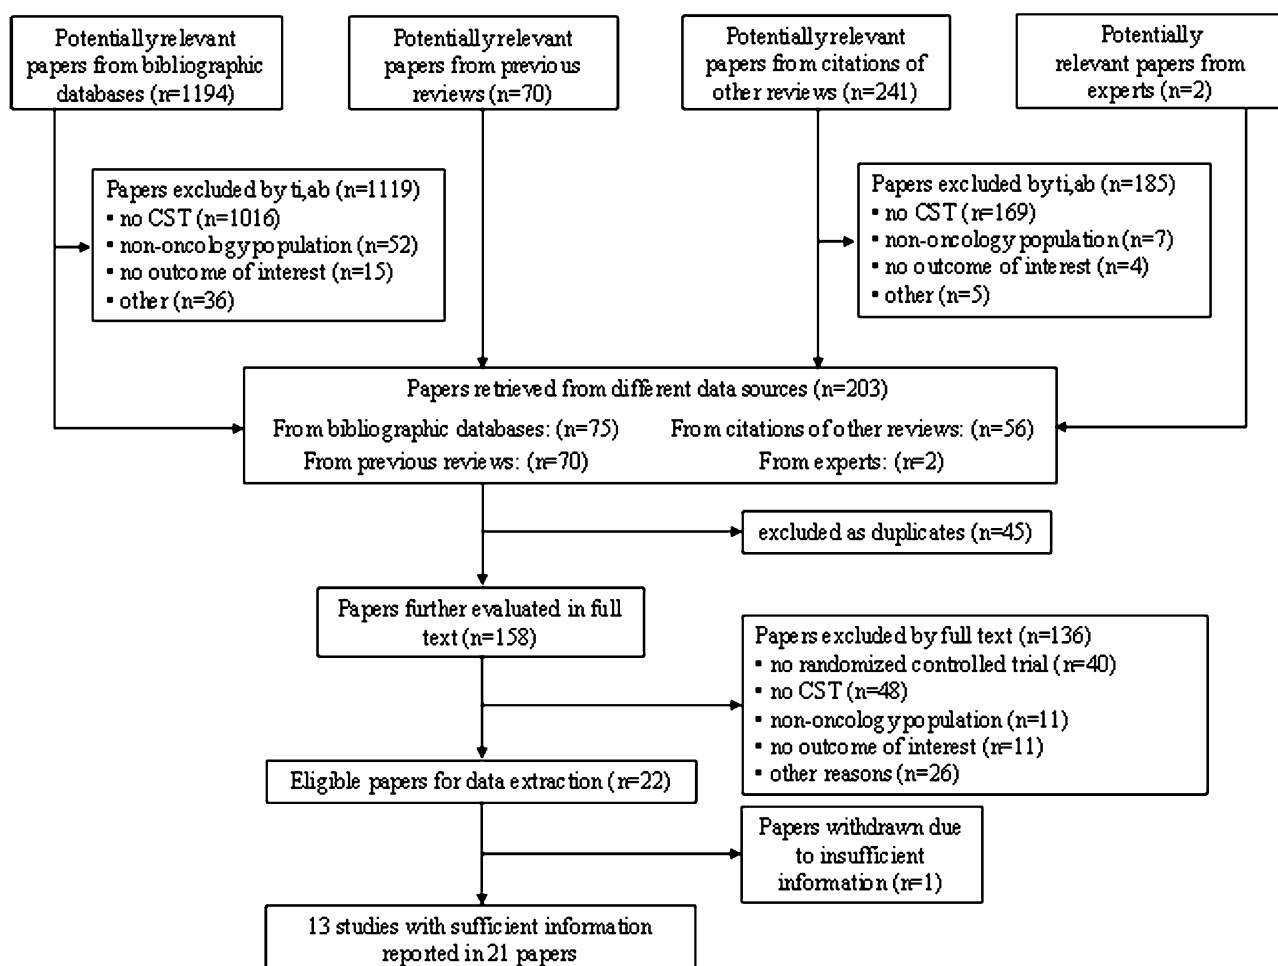 Potentially relevant
papers from bibliographic
databases (n=1194)
Potentially relevant
papers from previous
reviews (n=70)
Potentially relevant
papers from citations of
other reviews (n=241)
Potentially
relevant papers from
experts (n=2)
Papers excluded by ti,ab (n=1119)
▪ no CST (n=1016)
▪ non-oncology population (n=52)
▪ no outcome of interest (n=15)
▪ other (n=36)
Papers excluded by ti,ab (n=185)
▪ no CST (n=169)
▪ non-oncology population (n=7)
▪ no outcome of interest (n=4)
▪ other (n=5)
Papers retrieved from different data sources (n=203)
From bibliographic databases: (n=75)
From citations of other reviews: (n=56)
From previous reviews: (n=70)
From experts: (n=2)
excluded as duplicates (n=45)
Papers further evaluated in full
text (n=158)
Papers excluded by full text (n=136)
▪ no randomized controlled trial (n=40)
▪ no CST (n=48)
▪ non-oncology population (n=11)
▪ no outcome of interest (n=11)
▪ other reasons (n=26)
Eligible papers for data extraction (n=22)
Papers withdrawn due
to insufficient
information (n=1)
13 studies with sufficient information
reported in 21 papers